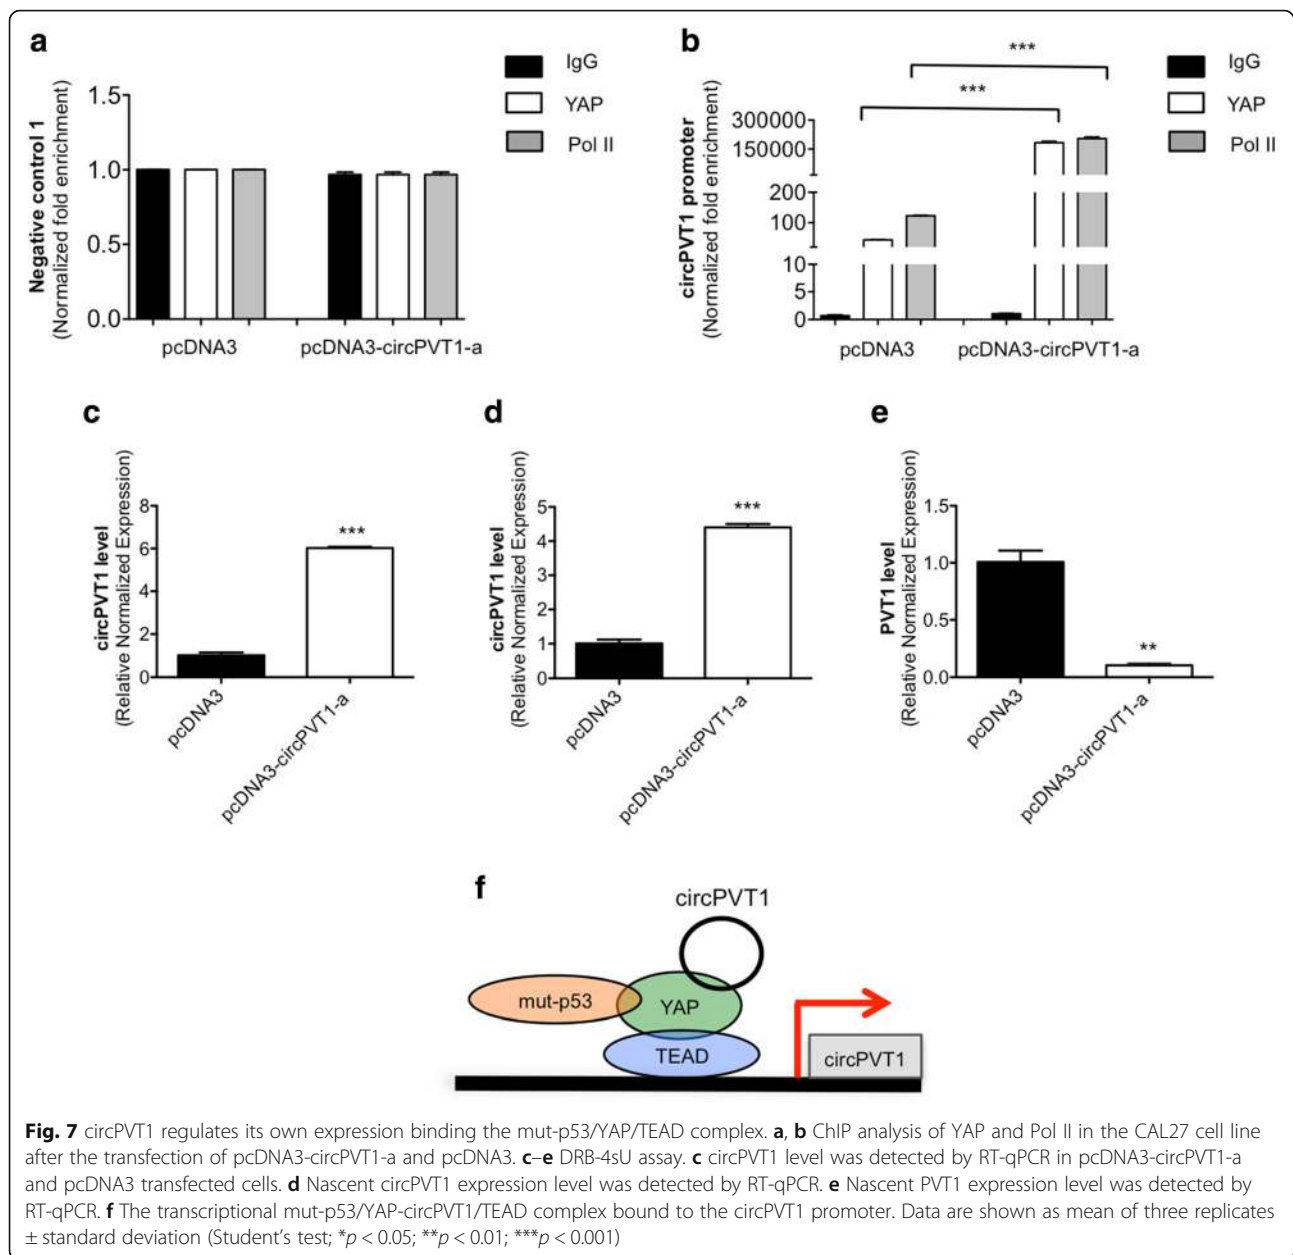 a
IgG
YAP
Pol II
Negative control 1
(Normalized fold enrichment)
1.5
1.0
0.5
0.0
pcDNA3
pcDNA3-circPVT1-a
b
***
***
IgG
YAP
Pol II
circPVT1 promoter
(Normalized fold enrichment)
300000
150000
200
100
10
5
0
pcDNA3
pcDNA3-circPVT1-a
c
circPVT1 level
(Relative Normalized Expression)
8
6
4
2
0
***
pcDNA3
pcDNA3-circPVT1-a
d
circPVT1 level
(Relative Normalized Expression)
5
4
3
2
1
0
***
pcDNA3
pcDNA3-circPVT1-a
e
PVT1 level
(Relative Normalized Expression)
1.5
1.0
0.5
0.0
**
pcDNA3
pcDNA3-circPVT1-a
f
circPVT1
mut-p53
YAP
TEAD
circPVT1
Fig. 7 circPVT1 regulates its own expression binding the mut-p53/YAP/TEAD complex. a, b ChIP analysis of YAP and Pol II in the CAL27 cell line
after the transfection of pcDNA3-circPVT1-a and pcDNA3. c–e DRB-4sU assay. c circPVT1 level was detected by RT-qPCR in pcDNA3-circPVT1-a
and pcDNA3 transfected cells. d Nascent circPVT1 expression level was detected by RT-qPCR. e Nascent PVT1 expression level was detected by
RT-qPCR. f The transcriptional mut-p53/YAP-circPVT1/TEAD complex bound to the circPVT1 promoter. Data are shown as mean of three replicates
± standard deviation (Student's test; *p < 0.05; **p < 0.01; ***p < 0.001)